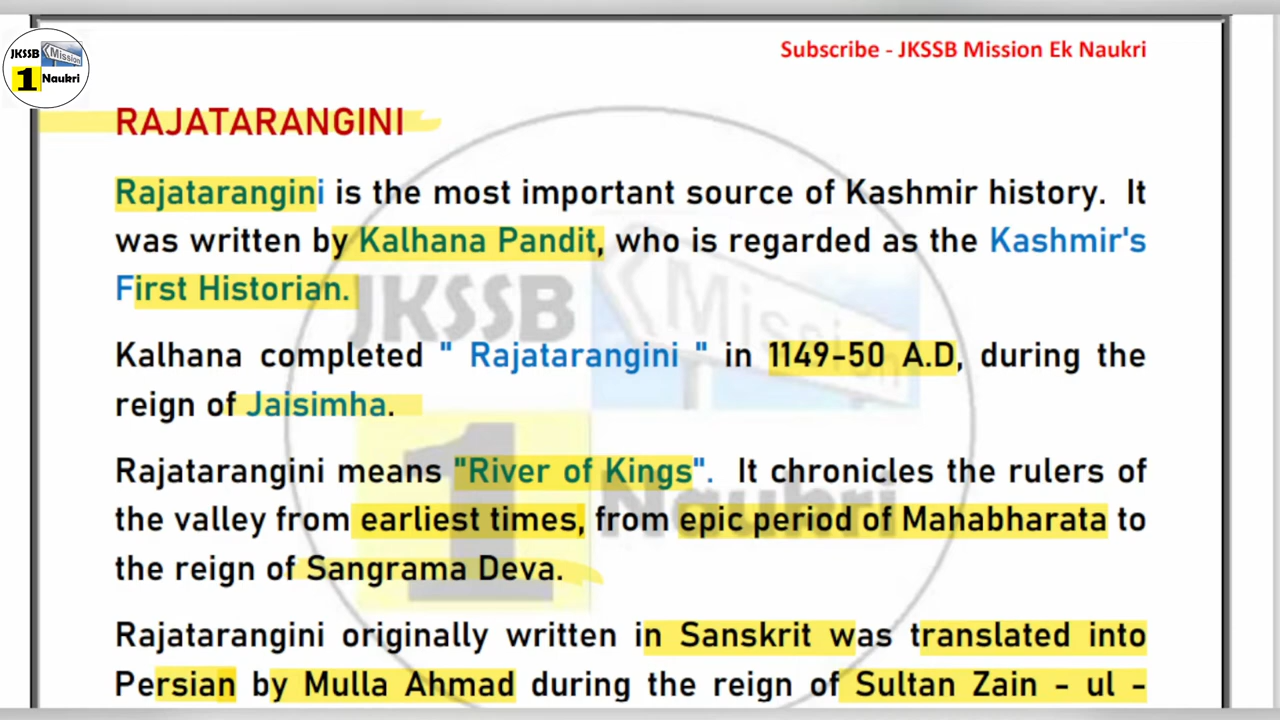 JKSSB Mission
1 Naukri
Subscribe - JKSSB Mission Ek Naukri
RAJATARANGINI
Rajatarangini is the most important source of Kashmir history. It
was written by Kalhana Pandit, who is regarded as the Kashmir's
First Historian.
JKSSB Mission
Kalhana completed " Rajatarangini " in 1149-50 A.D, during the
reign of Jaisimha.
1 Naukri
Rajatarangini means "River of Kings". It chronicles the rulers of
the valley from earliest times, from epic period of Mahabharata to
the reign of Sangrama Deva.
Rajatarangini originally written in Sanskrit was translated into
Persian by Mulla Ahmad during the reign of Sultan Zain - ul -